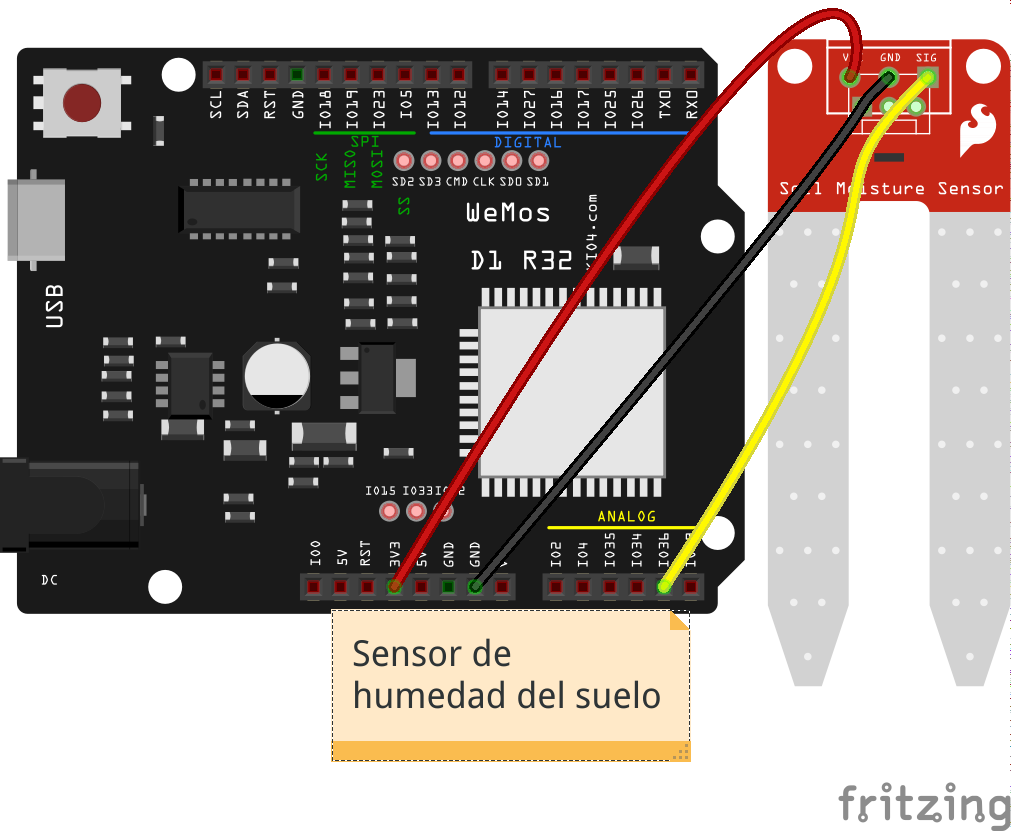 SCL
SDA
RST
GND
IO18
IO19
IO23
IO5
IO13
IO12
IO14
IO27
IO16
IO17
IO25
IO26
TXD
RXD
SPI
DIGITAL
SCK
MISO
MOSI
SS
SD2 SD3 CMD CLK SD0 SD1
WeMos
D1 R32
USB
IO15 IO33
ANALOG
IO0
5V
RST
3V3
5V
GND
GND
IO2
IO4
IO35
IO34
IO36
DC
GND SIG
Soil Moisture Sensor
Sensor de
humedad del suelo
fritzing